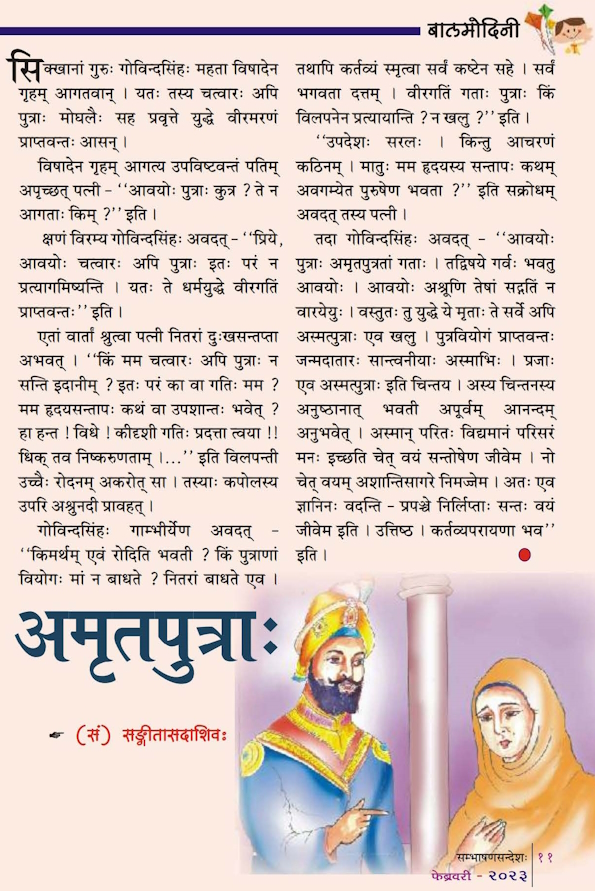 बालमोदिनी
सिक्खानां गुरुः गोविन्दसिंहः महता विषादेन
गृहम् आगतवान् । यतः तस्य चत्वारः अपि
पुत्राः मोघलैः सह प्रवृत्ते युद्धे वीरमरणं
प्राप्तवन्तः आसन् ।
विषादेन गृहम् आगत्य उपविष्टवन्तं पतिम्
अपृच्छत् पत्नी – ‘‘आवयोः पुत्राः कुत्र ? ते न
आगताः किम् ?’’ इति ।
क्षणं विरम्य गोविन्दसिंहः अवदत् – ‘‘प्रिये,
आवयोः चत्वारः अपि पुत्राः इतः परं न
प्रत्यागमिष्यन्ति । यतः ते धर्मयुद्धे वीरगतिं
प्राप्तवन्तः’’ इति ।
एतां वार्तां श्रुत्वा पत्नी नितरां दुःखसन्तप्ता
अभवत् । ‘‘किं मम चत्वारः अपि पुत्राः न
सन्ति इदानीम् ? इतः परं का वा गतिः मम ?
मम हृदयसन्तापः कथं वा उपशान्तः भवेत् ?
हा हन्त ! विधे ! कीदृशी गतिः प्रदत्ता त्वया !!
धिक् तव निष्करुणताम् ।...’’ इति विलपन्ती
उच्चैः रोदनम् अकरोत् सा । तस्याः कपोलस्य
उपरि अश्रुनदी प्रावहत् ।
गोविन्दसिंहः गाम्भीर्येण अवदत् –
‘‘किमर्थम् एवं रोदिति भवती ? किं पुत्राणां
वियोगः मां न बाधते ? नितरां बाधते एव ।
तथापि कर्तव्यं स्मृत्वा सर्वं कष्टेन सहे । सर्वं
भगवता दत्तम् । वीरगतिं गताः पुत्राः किं
विलपनेन प्रत्यायान्ति ? न खलु ?’’ इति ।
‘‘उपदेशः सरलः । किन्तु आचरणं
कठिनम् । मातुः मम हृदयस्य सन्तापः कथम्
अवगम्येत पुरुषेण भवता ?’’ इति सक्रोधम्
अवदत् तस्य पत्नी ।
तदा गोविन्दसिंहः अवदत् – ‘‘आवयोः
पुत्राः अमृतपुत्रतां गताः । तद्विषये गर्वः भवतु
आवयोः । आवयोः अश्रूणि तेषां सद्गतिं न
वारयेयुः । वस्तुतः तु युद्धे ये मृताः ते सर्वे अपि
अस्मत्पुत्राः एव खलु । पुत्रवियोगं प्राप्तवन्तः
जन्मदातारः सान्त्वनीयाः अस्माभिः । प्रजाः
एव अस्मत्पुत्राः इति चिन्तय । अस्य चिन्तनस्य
अनुष्ठानात् भवती अपूर्वम् आनन्दम्
अनुभवेत् । अस्मान् परितः विद्यमानं परिसरं
मनः इच्छति चेत् वयं सन्तोषेण जीवेम । नो
चेत् वयम् अशान्तिसागरे निमज्जेम । अतः एव
ज्ञानिनः वदन्ति – प्रपञ्चे निर्लिप्ताः सन्तः वयं
जीवेम इति । उत्तिष्ठ । कर्तव्यपरायणा भव’’
इति ।
अमृतपुत्राः
☛ (सं) सङ्गीतासदाशिवः
सम्भाषणसन्देशः ११
फेब्रवरी - २०२३